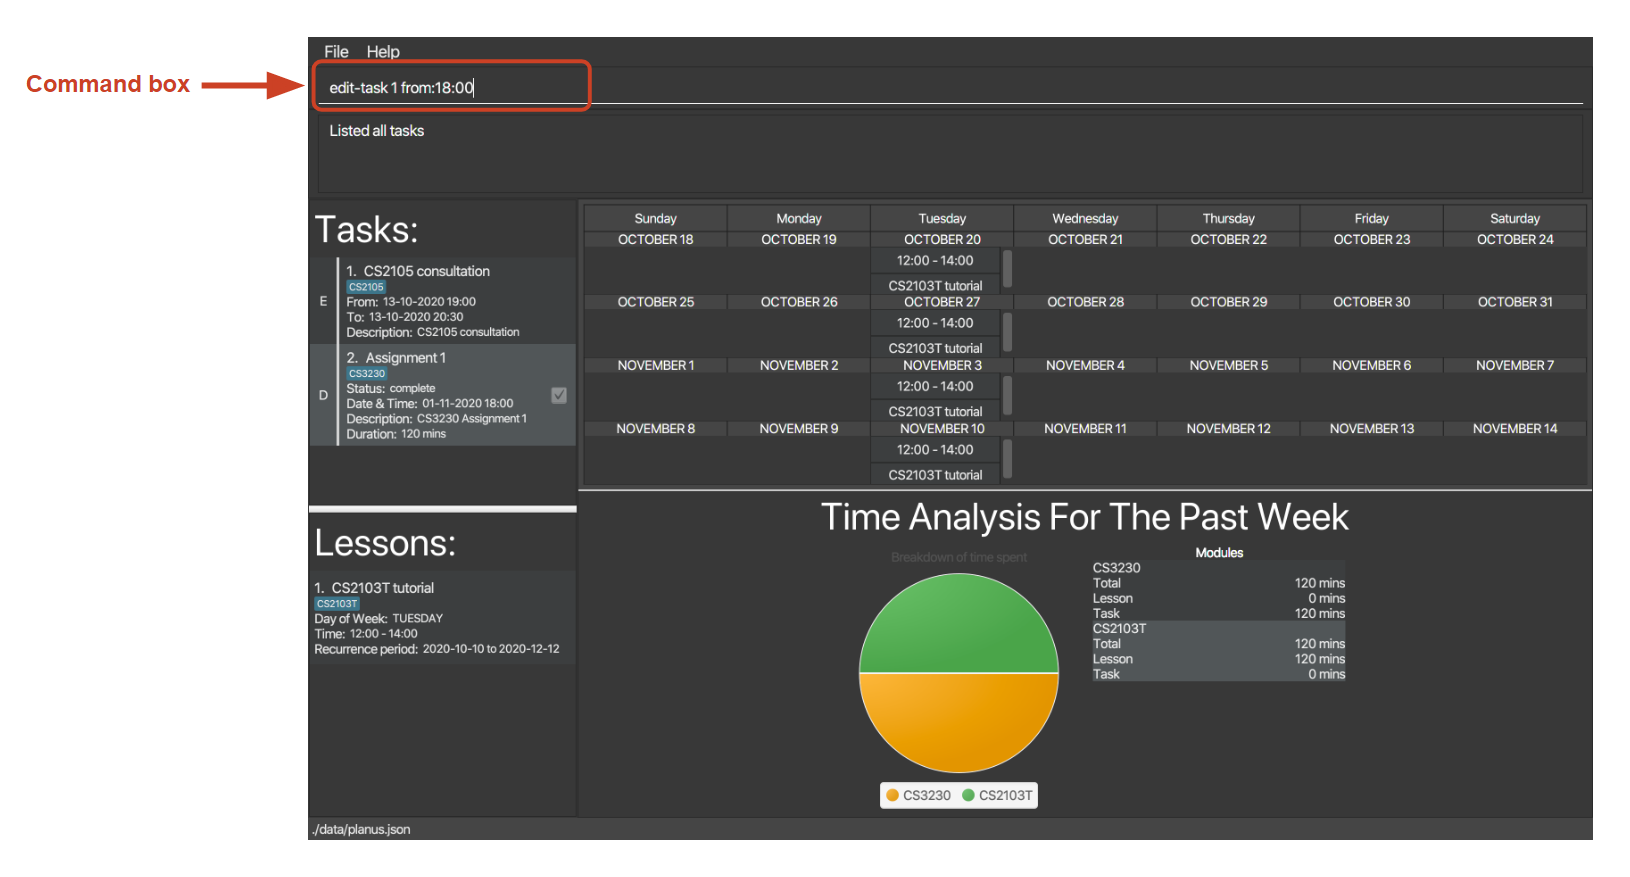 File Help
Command box
edit-task 1 from:18:00
Listed all tasks
Tasks:
1. CS2105 consultation
CS2105
E
From: 13-10-2020 19:00
To: 13-10-2020 20:30
Description: CS2105 consultation
2. Assignment 1
CS3230
Status: complete
D
Date & Time: 01-11-2020 18:00
Description: CS3230 Assignment 1
Duration: 120 mins
Sunday Monday Tuesday Wednesday Thursday Friday Saturday
OCTOBER 18 OCTOBER 19 OCTOBER 20 OCTOBER 21 OCTOBER 22 OCTOBER 23 OCTOBER 24
12:00 - 14:00
CS2103T tutorial
OCTOBER 25 OCTOBER 26 OCTOBER 27 OCTOBER 28 OCTOBER 29 OCTOBER 30 OCTOBER 31
12:00 - 14:00
CS2103T tutorial
NOVEMBER 1 NOVEMBER 2 NOVEMBER 3 NOVEMBER 4 NOVEMBER 5 NOVEMBER 6 NOVEMBER 7
12:00 - 14:00
CS2103T tutorial
NOVEMBER 8 NOVEMBER 9 NOVEMBER 10 NOVEMBER 11 NOVEMBER 12 NOVEMBER 13 NOVEMBER 14
12:00 - 14:00
CS2103T tutorial
Lessons:
1. CS2103T tutorial
CS2103T
Day of Week: TUESDAY
Time: 12:00 - 14:00
Recurrence period: 2020-10-10 to 2020-12-12
Time Analysis For The Past Week
Breakdown of time spent
CS3230 CS2103T
Modules
CS3230
Total 120 mins
Lesson 0 mins
Task 120 mins
CS2103T
Total 120 mins
Lesson 120 mins
Task 0 mins
./data/planus.json